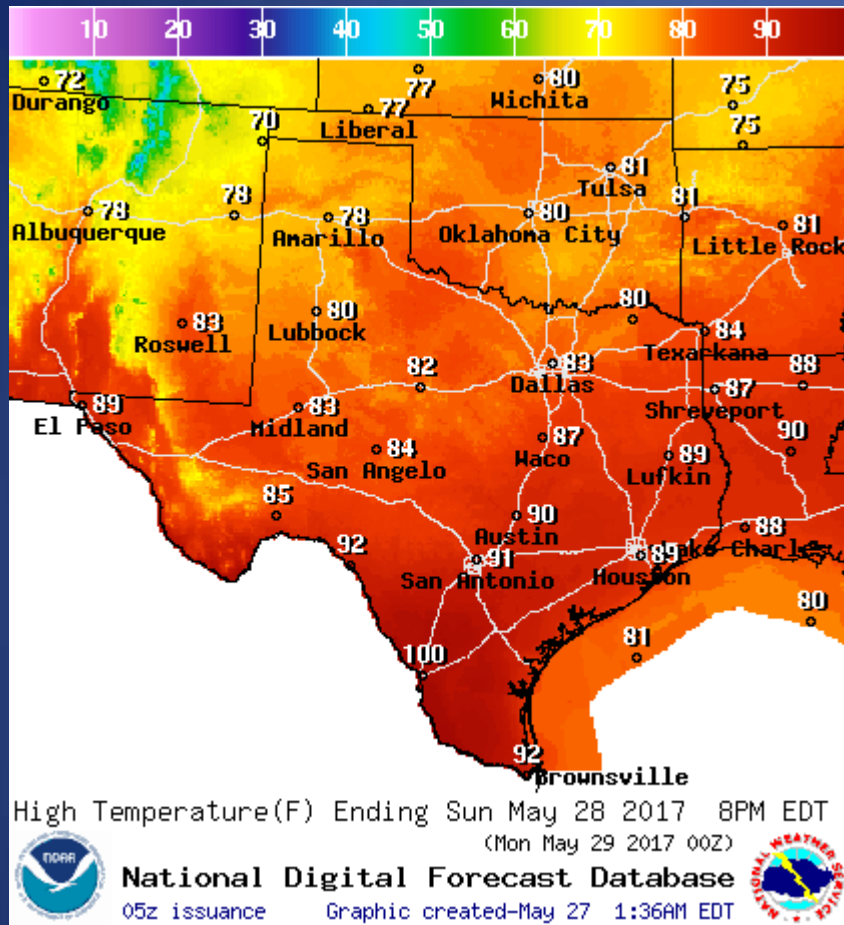 10 20 30 40 50 60 70 80 90
72
Durango
77
80
Wichita
75
77
Liberal
70
75
81
Tulsa
78
Albuquerque
78
78
Amarillo
80
Oklahoma City
81
81
Little Rock
83
Roswell
80
Lubbock
80
84
Texarkana
89
El Paso
83
Midland
82
83
Dallas
87
Shreveport
88
84
San Angelo
87
Waco
89
Lufkin
90
85
90
Austin
88
Lake Charles
92
91
San Antonio
89
Houston
100
81
80
92
Brownsville
High Temperature(F) Ending Sun May 28 2017 8PM EDT
(Mon May 29 2017 00Z)
National Digital Forecast Database
05z issuance Graphic created-May 27 1:36AM EDT
NOAA
NATIONAL WEATHER SERVICE